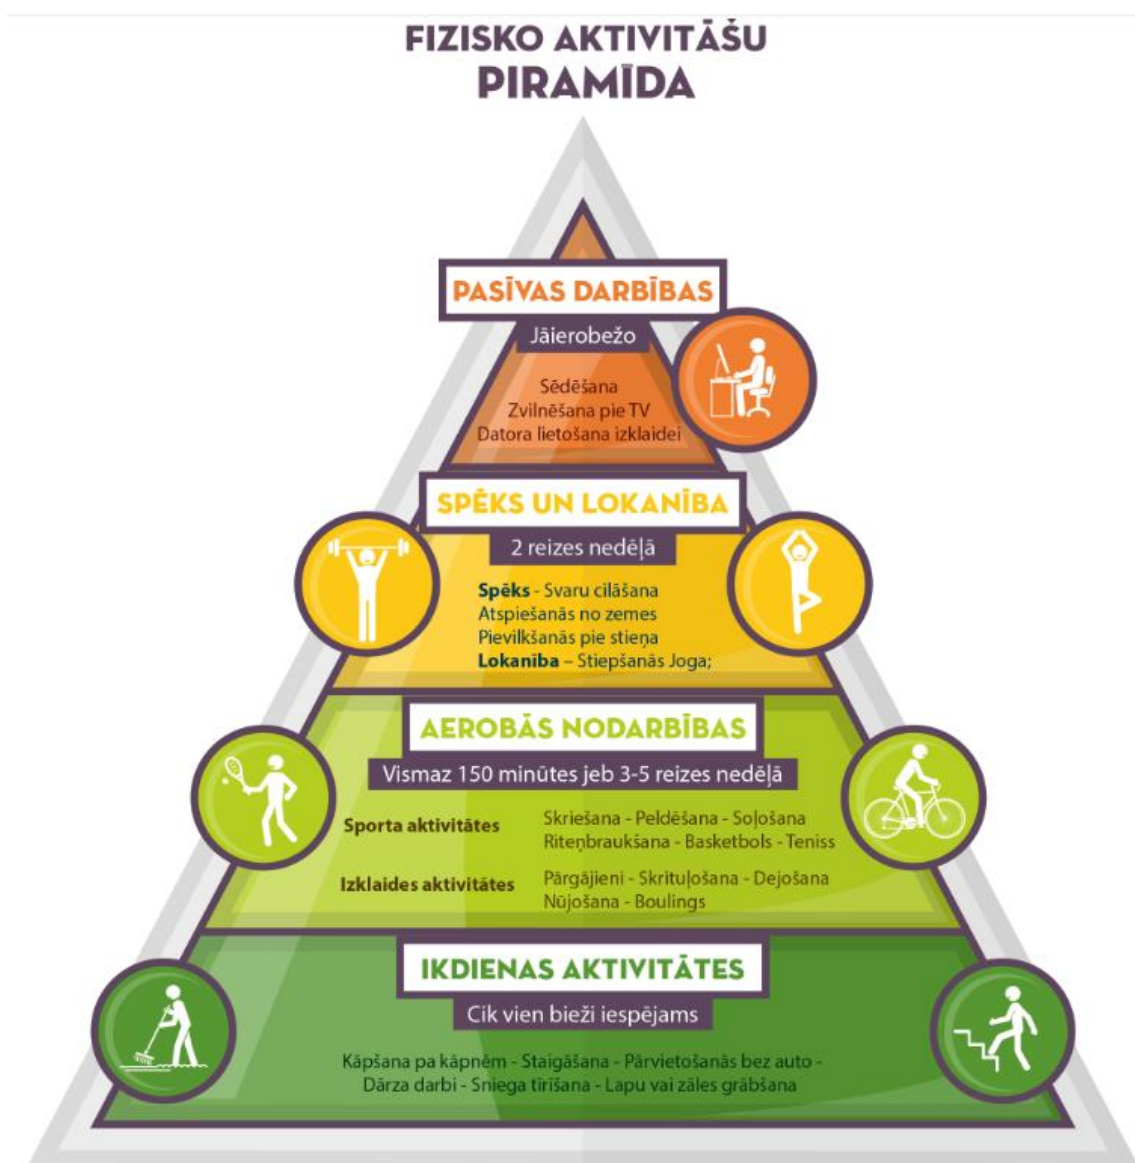 FIZISKO AKTIVITĀŠU
PIRAMĪDA
PASĪVAS DARBĪBAS
Jāierobežo
Sēdēšana
Zvilnēšana pie TV
Datora lietošana izklaidei
SPĒKS UN LOKANĪBA
2 reizes nedēļā
Spēks - Svaru cilāšana
Atspiešanās no zemes
Pievilkšanās pie stieņa
Lokanība – Stiepšanās Joga;
AEROBĀS NODARBĪBAS
Vismaz 150 minūtes jeb 3-5 reizes nedēļā
Sporta aktivitātes
Skriešana - Peldēšana - Soļošana
Riteņbraukšana - Basketbols - Teniss
Izklaides aktivitātes
Pārgājieni - Skrituļošana - Dejošana
Nūjošana - Boulings
IKDIENAS AKTIVITĀTES
Cik vien bieži iespējams
Kāpšana pa kāpnēm - Staigāšana - Pārvietošanās bez auto -
Dārza darbi - Sniega tīrīšana - Lapu vai zāles grābšana